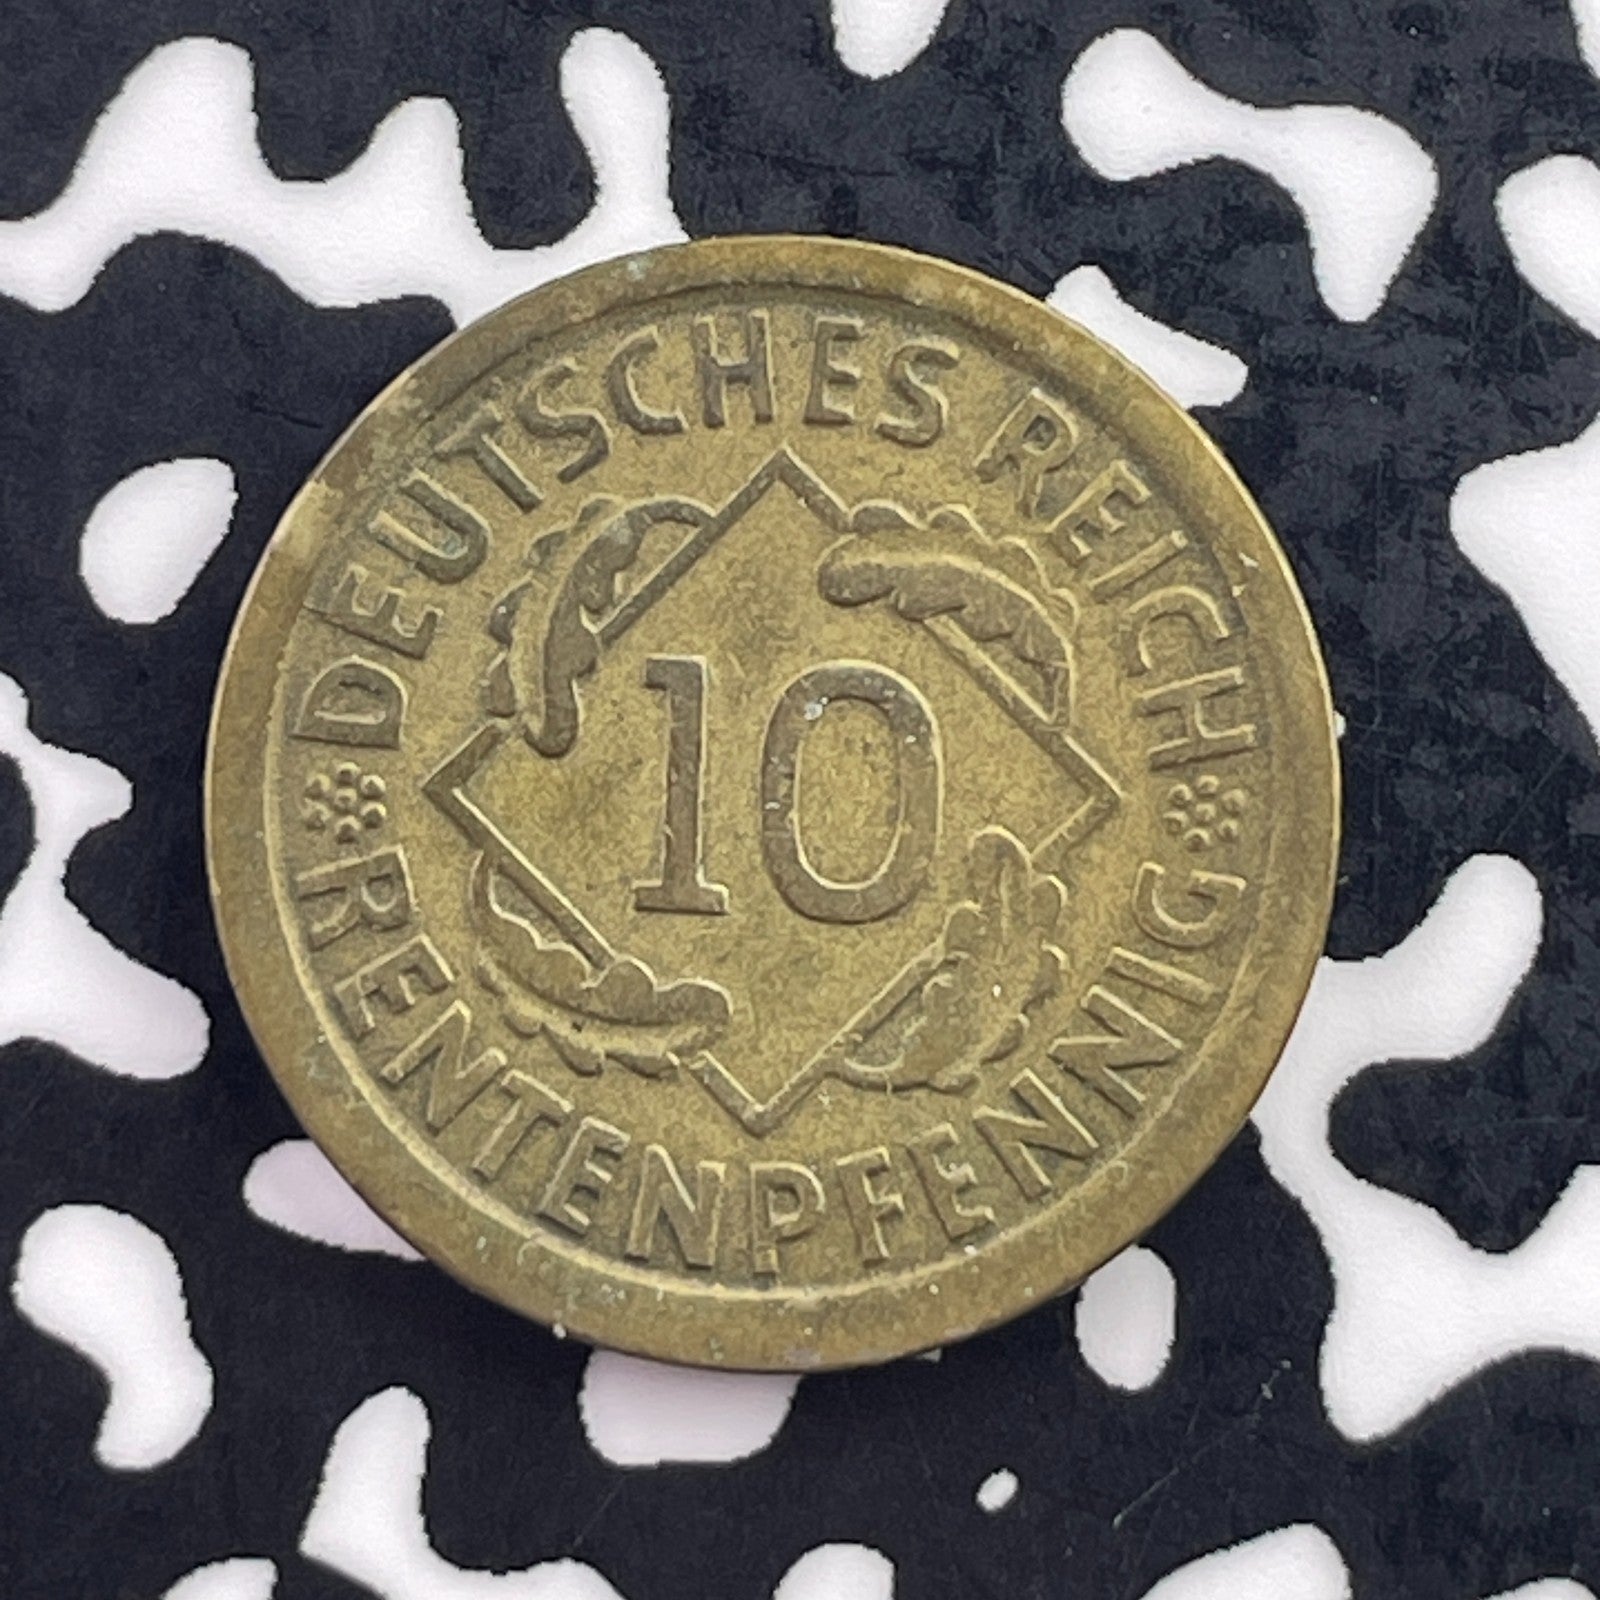 DEUTSCHES REICH
10
RENTENPFENNIG